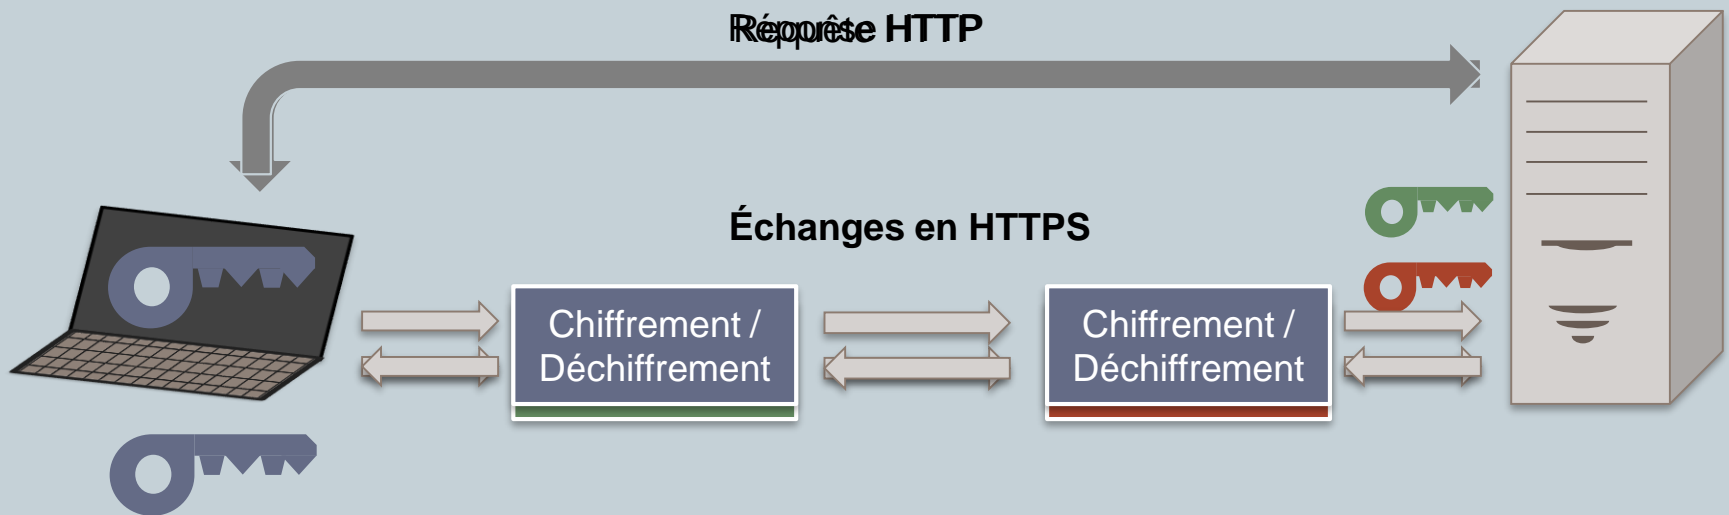 HTTP
Échanges en HTTPS
Chiffrement /
Déchiffrement
Chiffrement /
Déchiffrement